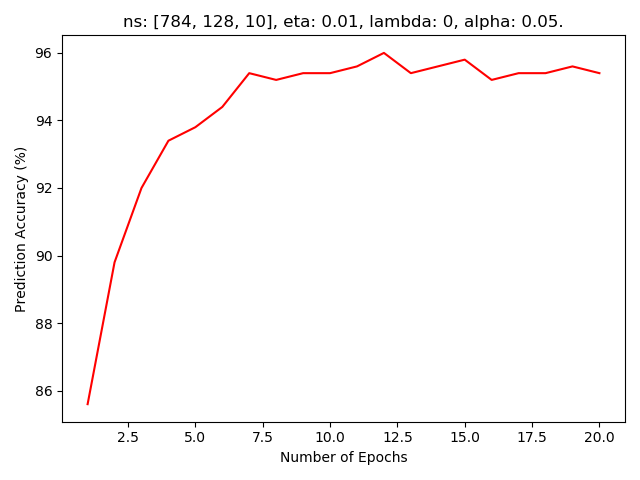 ns: [784, 128, 10], eta: 0.01, lambda: 0, alpha: 0.05.
Prediction Accuracy (%)
96
94
92
90
88
86
2.5 5.0 7.5 10.0 12.5 15.0 17.5 20.0
Number of Epochs